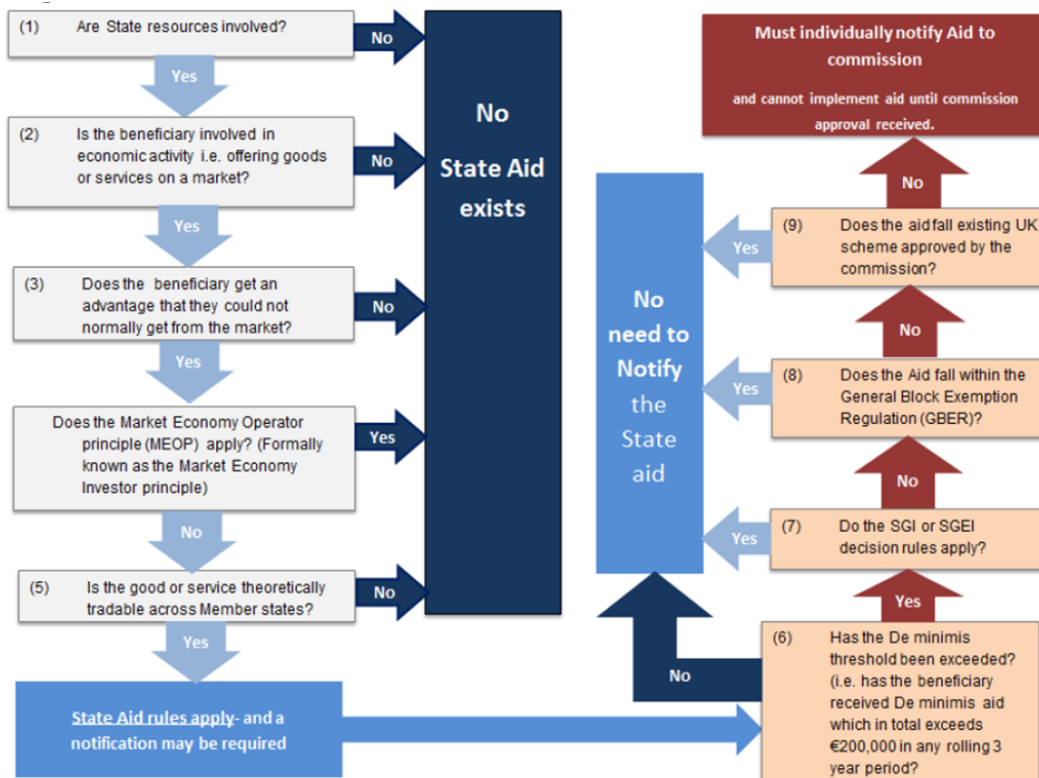 (1) Are State resources involved?
No
Yes
(2) Is the beneficiary involved in
economic activity i.e. offering goods
or services on a market?
No
Yes
(3) Does the beneficiary get an
advantage that they could not
normally get from the market?
No
Yes
Does the Market Economy Operator
principle (MEOP) apply? (Formally
known as the Market Economy
Investor principle)
Yes
No
(5) Is the good or service theoretically
tradable across Member states?
No
Yes
State Aid rules apply- and a
notification may be required
No
State Aid
exists
Must individually notify Aid to
commission
and cannot implement aid until commission
approval received.
No
(9) Does the aid fall existing UK
scheme approved by the
commission?
Yes
No
(8) Does the Aid fall within the
General Block Exemption
Regulation (GBER)?
Yes
No
(7) Do the SGI or SGEI
decision rules apply?
Yes
Yes
(6) Has the De minimis
threshold been exceeded?
(i.e. has the beneficiary
received De minimis aid
which in total exceeds
€200,000 in any rolling 3
year period?
No
No
need to
Notify
the
State
aid